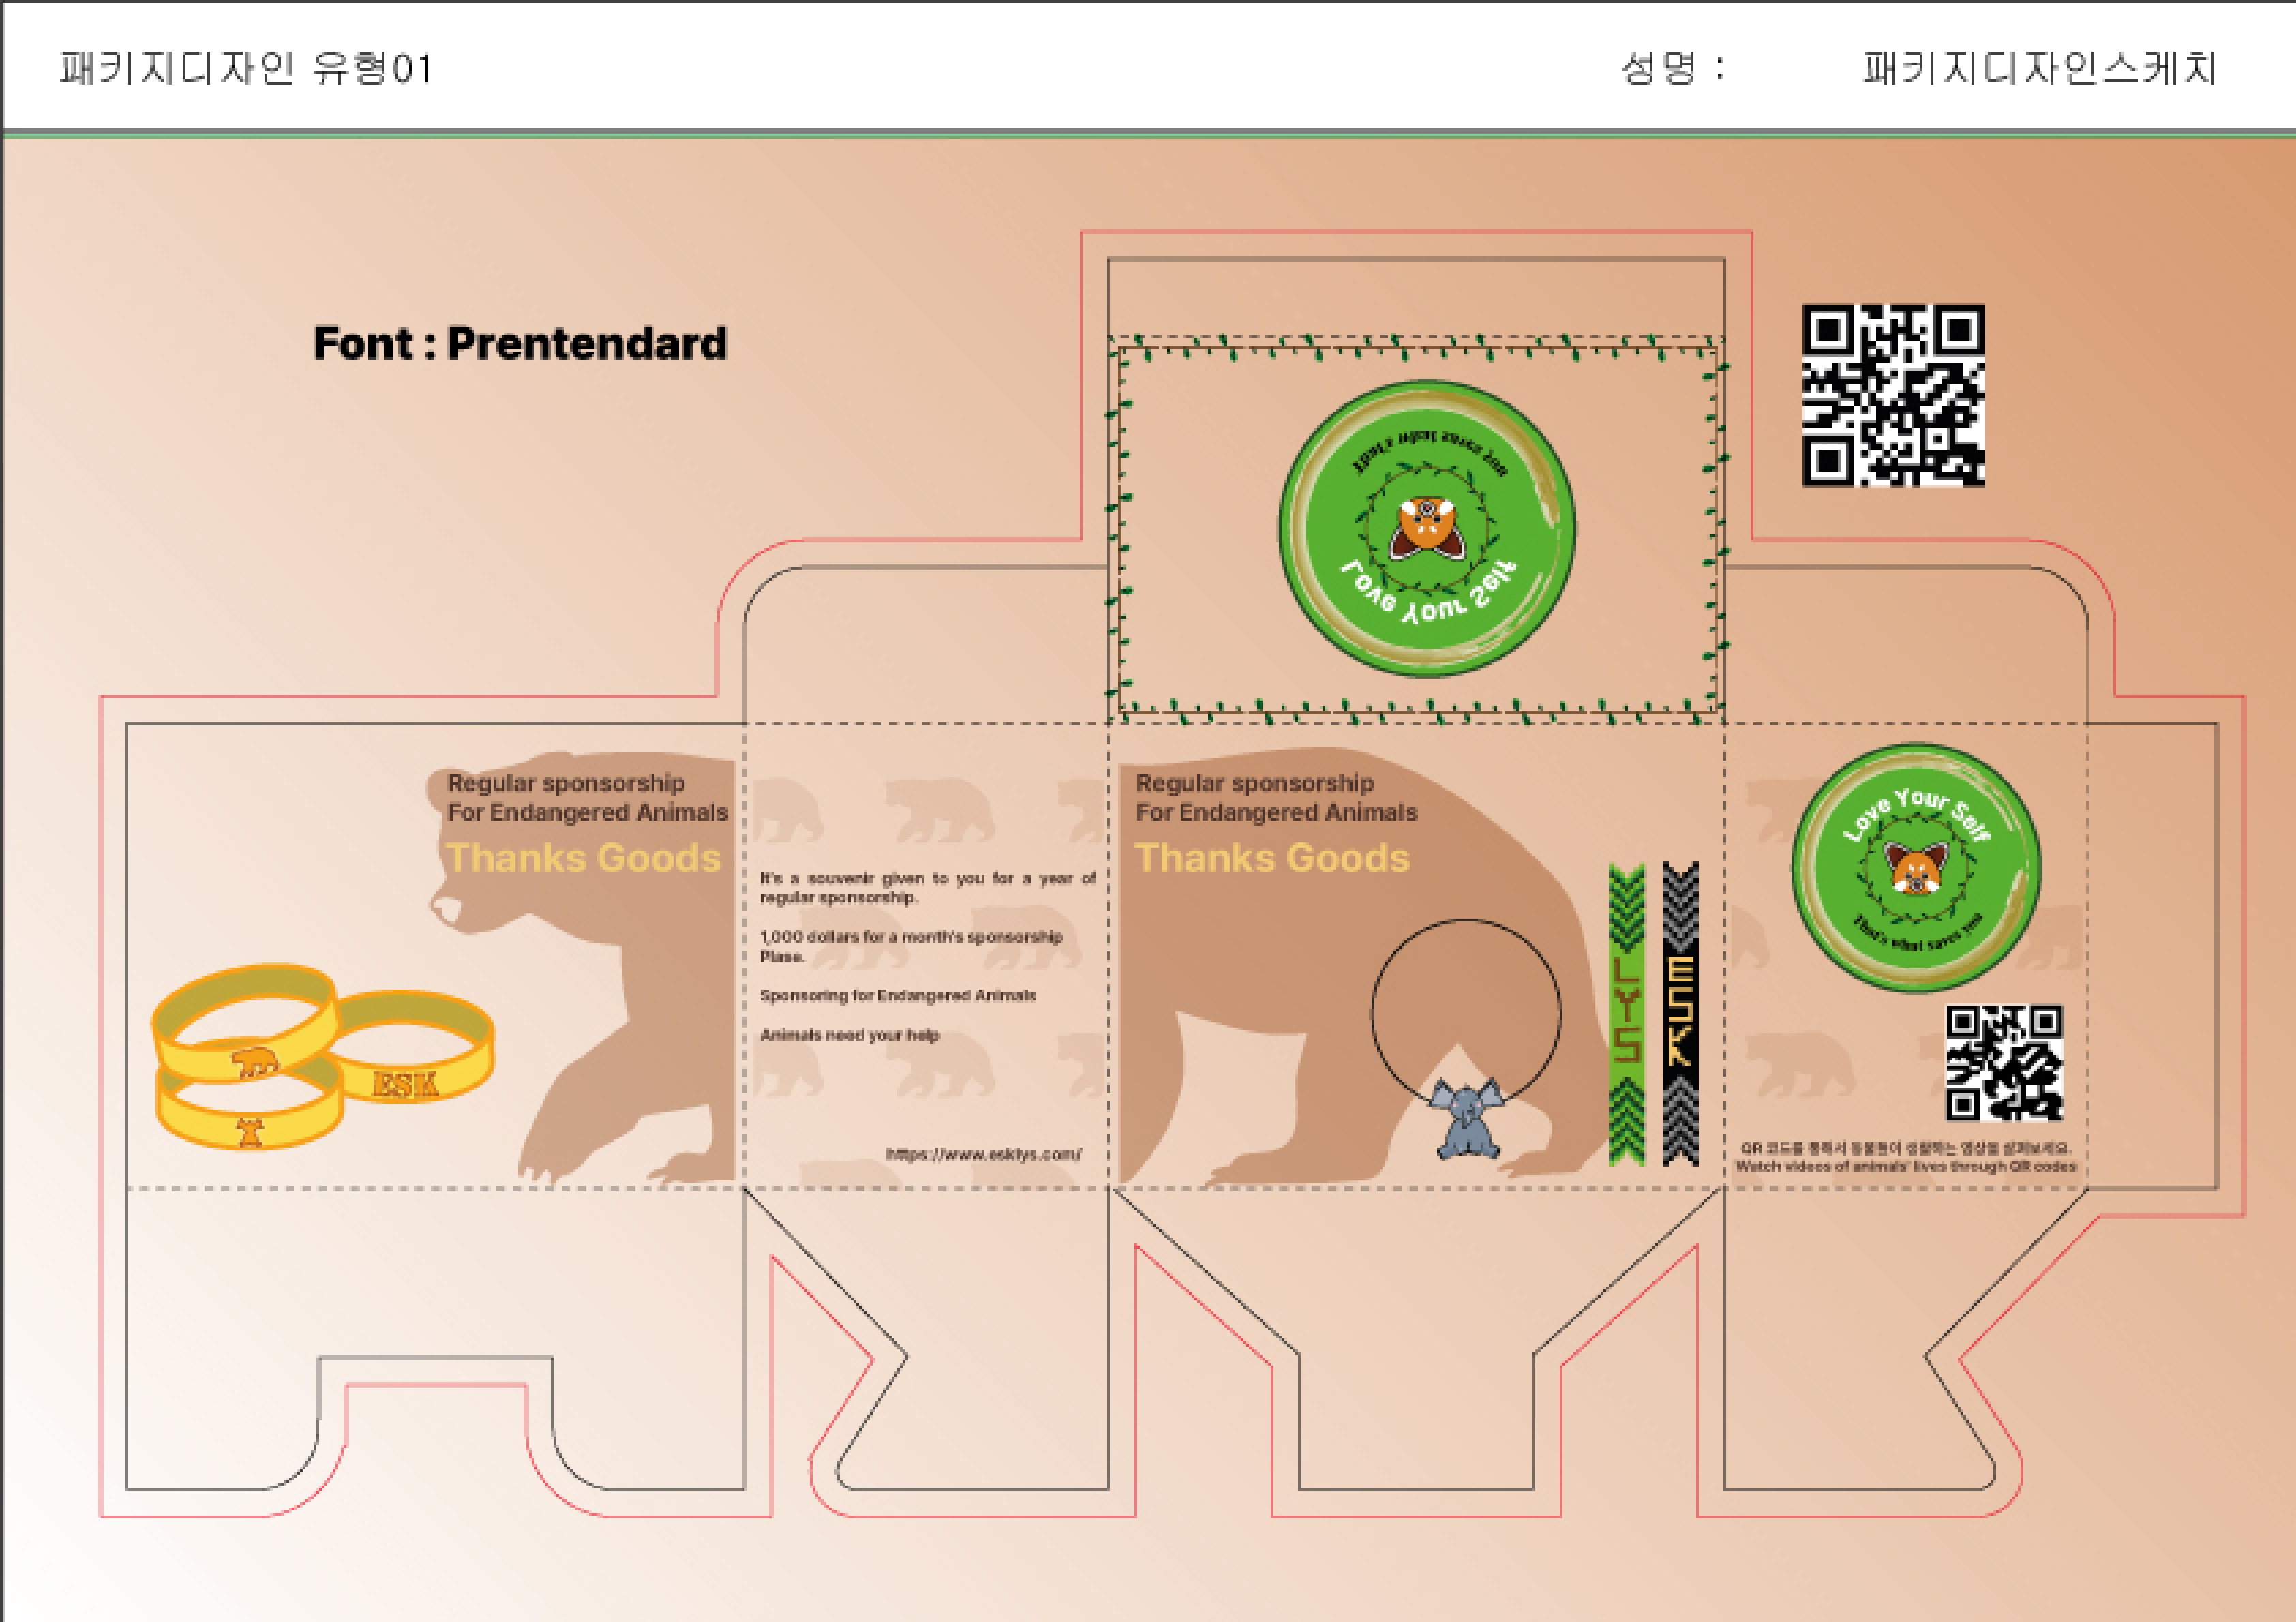 패키지디자인 유형01
성명 :
패키지디자인스케치
Font : Prentendard
That's what saves you
Love Your Self
Regular sponsorship
For Endangered Animals
Thanks Goods
ESK
It's a souvenir given to you for a year of
regular sponsorship.
1,000 dollars for a month's sponsorship
Plase.
Sponsoring for Endangered Animals
Animals need your help
https://www.esklys.com/
Regular sponsorship
For Endangered Animals
Thanks Goods
LYS
ESK
Love Your Self
That's what saves you
QR 코드를 통해서 동물들이 생활하는 영상을 살펴보세요.
Watch videos of animals' lives through QR codes